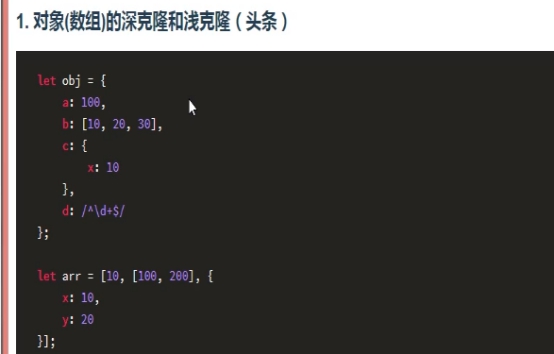 1. 对象(数组)的深克隆和浅克隆（头条）
let obj = {
a: 100,
b: [10, 20, 30],
c: {
x: 10
},
d: /^\d+$/
};
let arr = [10, [100, 200], {
x: 10,
y: 20
}];